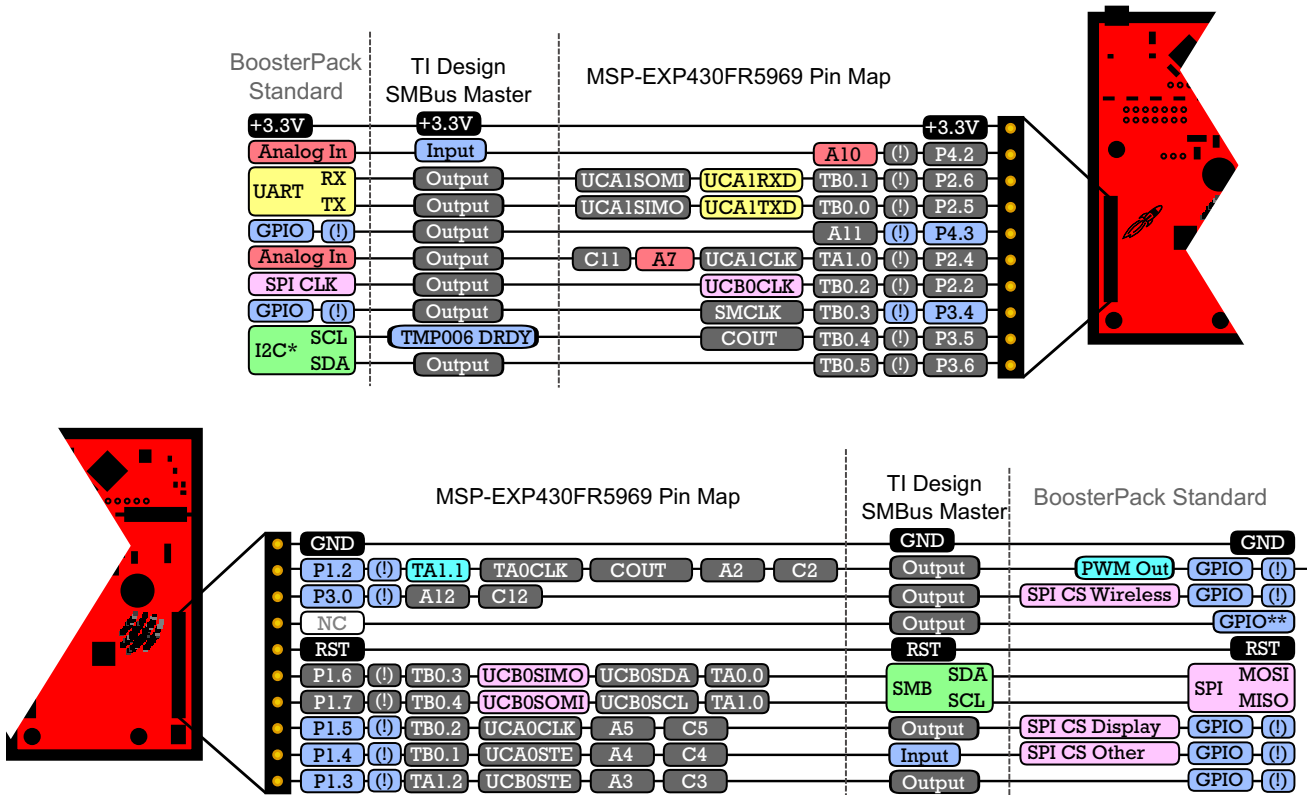 BoosterPack Standard TI Design SMBus Master MSP-EXP430FR5969 Pin Map
+3.3V +3.3V +3.3V
Analog In Input A10 (!) P4.2
UART RX Output UCA1SOMI UCA1RXD TB0.1 (!) P2.6
TX Output UCA1SIMO UCA1TXD TB0.0 (!) P2.5
GPIO (!) Output A11 (!) P4.3
Analog In Output C11 A7 UCA1CLK TA1.0 (!) P2.4
SPI CLK Output UCB0CLK TB0.2 (!) P2.2
GPIO (!) Output SMCLK TB0.3 (!) P3.4
I2C* SCL TMP006 DRDY COUT TB0.4 (!) P3.5
SDA Output TB0.5 (!) P3.6
MSP-EXP430FR5969 Pin Map TI Design SMBus Master BoosterPack Standard
GND GND GND
P1.2 (!) TA1.1 TA0CLK COUT A2 C2 Output PWM Out GPIO (!)
P3.0 (!) A12 C12 Output SPI CS Wireless GPIO (!)
NC Output GPIO**
RST RST RST
P1.6 (!) TB0.3 UCB0SIMO UCB0SDA TA0.0 SMB SDA SPI MOSI
P1.7 (!) TB0.4 UCB0SOMI UCB0SCL TA1.0 SCL MISO
P1.5 (!) TB0.2 UCA0CLK A5 C5 Output SPI CS Display GPIO (!)
P1.4 (!) TB0.1 UCA0STE A4 C4 Input SPI CS Other GPIO (!)
P1.3 (!) TA1.2 UCB0STE A3 C3 Output GPIO (!)